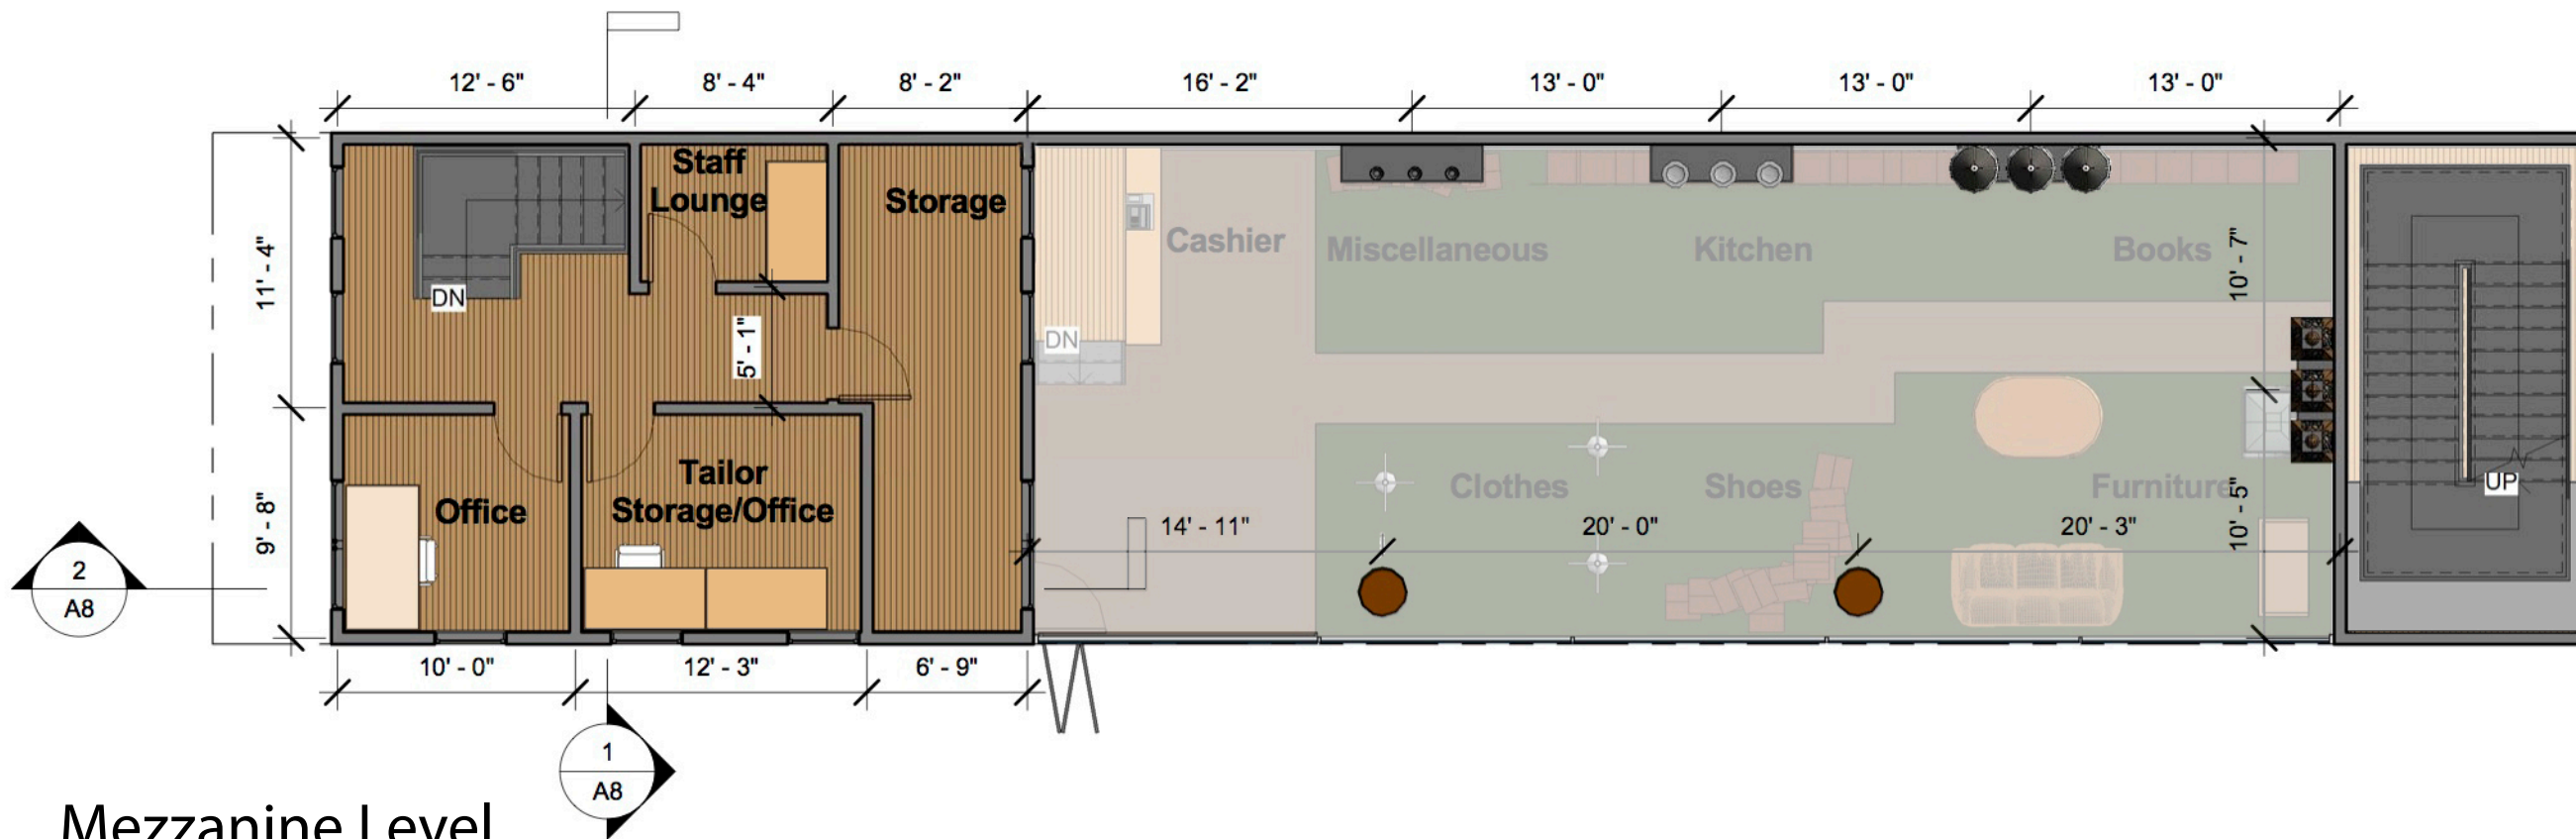 12' - 6"
8' - 4"
8' - 2"
16' - 2"
13' - 0"
13' - 0"
13' - 0"
11' - 4"
9' - 8"
Staff
Lounge
Storage
DN
5' - 1"
Office
Tailor
Storage/Office
Cashier
DN
Miscellaneous
Kitchen
Books
10' - 7"
Clothes
Shoes
Furniture
10' - 5"
UP
14' - 11"
20' - 0"
20' - 3"
2
A8
10' - 0"
12' - 3"
6' - 9"
1
A8
Mezzanine Level